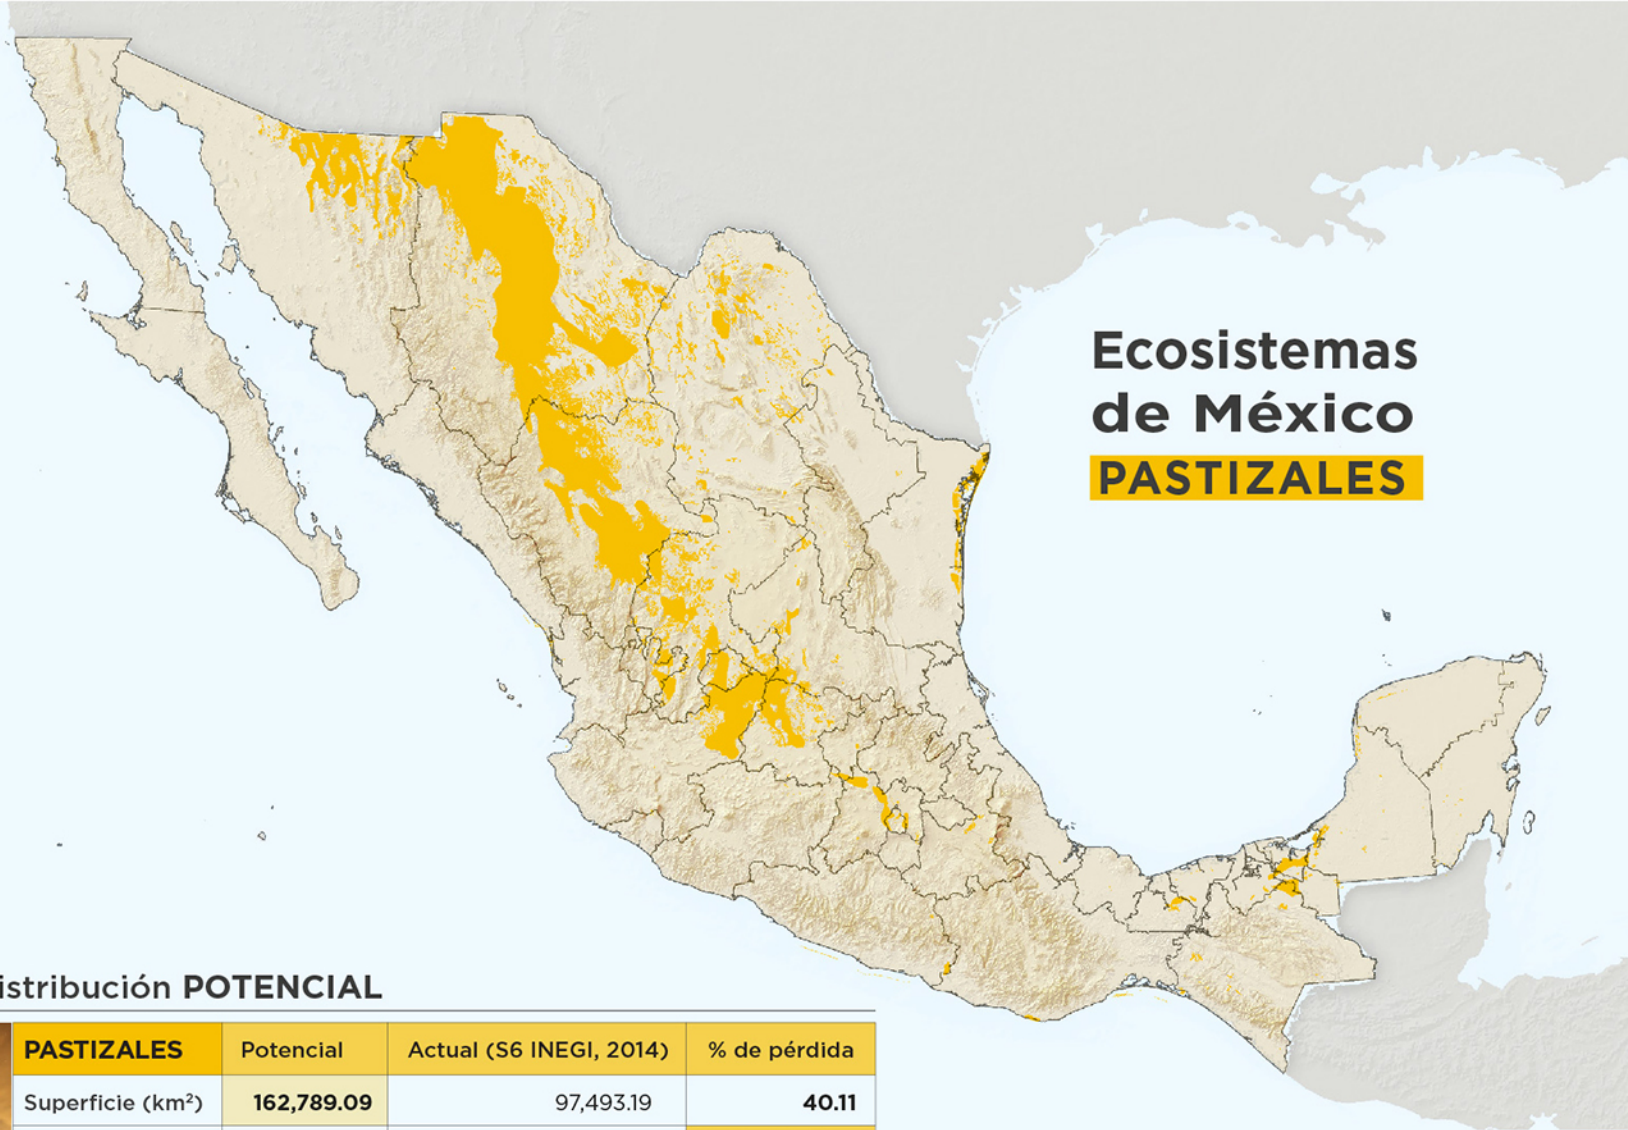 Ecosistemas
de México
PASTIZALES
istribución POTENCIAL
PASTIZALES Potencial Actual (S6 INEGI, 2014) % de pérdida
Superficie (km²) 162,789.09 97,493.19 40.11